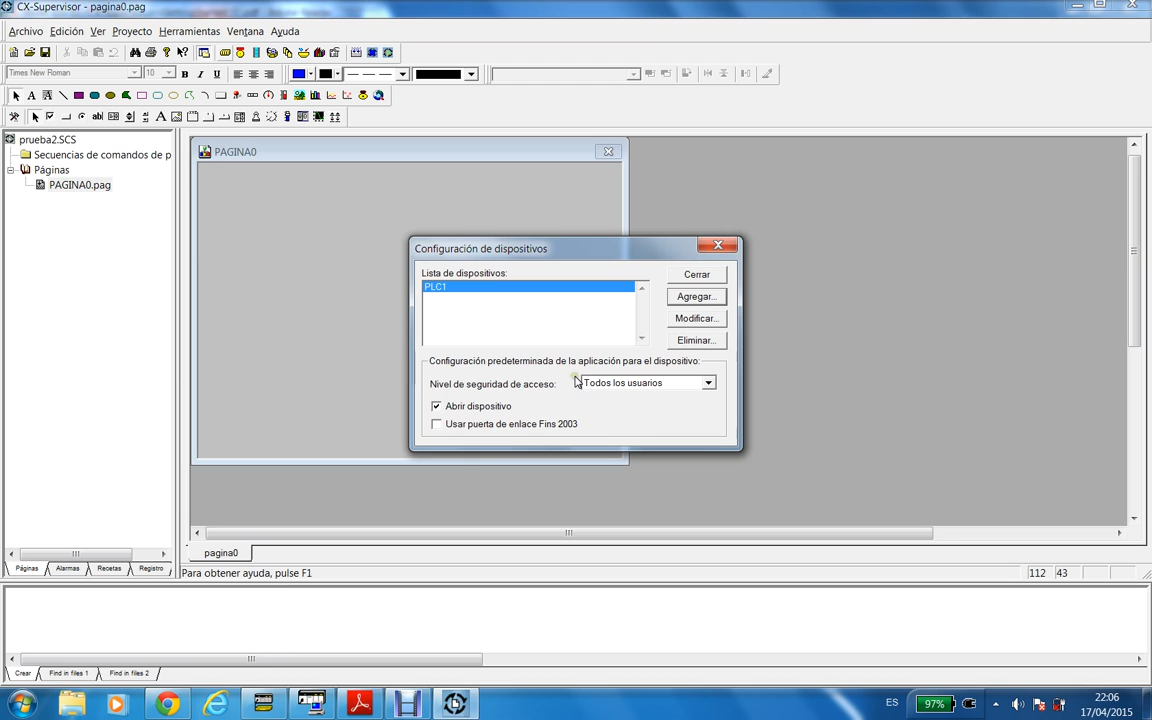 CX-Supervisor - pagina0.pag
Archivo Edición Ver Proyecto Herramientas Ventana Ayuda
Times New Roman 10 B I U
prueba2.SCS
Secuencias de comandos de p
Páginas
PAGINA0.pag
PAGINA0
Configuración de dispositivos
Lista de dispositivos:
PLC1
Cerrar
Agregar...
Modificar...
Eliminar...
Configuración predeterminada de la aplicación para el dispositivo:
Nivel de seguridad de acceso: Todos los usuarios
Abrir dispositivo
Usar puerta de enlace Fins 2003
pagina0
Páginas Alarmas Recetas Registro
Para obtener ayuda, pulse F1 112 43
Crear Find in files 1 Find in files 2
ES 97% 22:06
17/04/2015